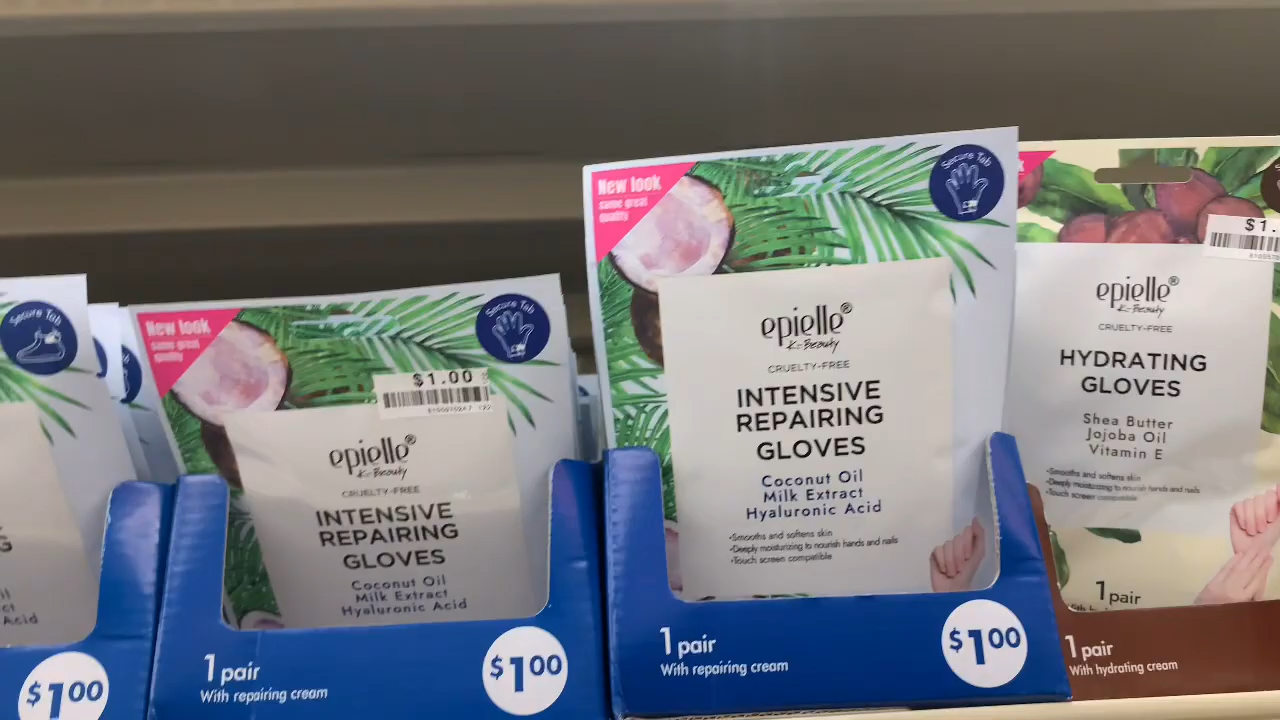 Secure Tab
$1.00
New look
same great
quality
Secure Tab
$1.00
epielle®
K-Beauty
CRUELTY-FREE
INTENSIVE
REPAIRING
GLOVES
Coconut Oil
Milk Extract
Hyaluronic Acid
1 pair
With repairing cream
$1.00
New look
same great
quality
Secure Tab
epielle®
K-Beauty
CRUELTY-FREE
INTENSIVE
REPAIRING
GLOVES
Coconut Oil
Milk Extract
Hyaluronic Acid
•Smooths and softens skin
•Deeply moisturizing to nourish hands and nails
•Touch screen compatible
1 pair
With repairing cream
$1.00
$1.
epielle®
K-Beauty
CRUELTY-FREE
HYDRATING
GLOVES
Shea Butter
Jojoba Oil
Vitamin E
•Smooths and softens skin
•Deeply moisturizing to nourish hands and nails
•Touch screen compatible
1 pair
1 pair
With hydrating cream